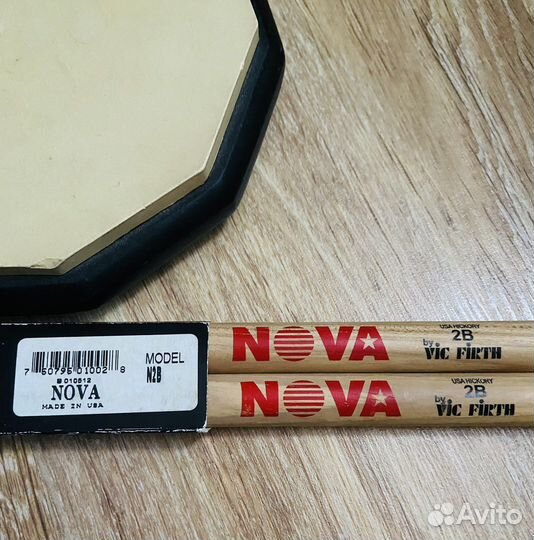 7 50795 01002 8
B 010512
NOVA
MADE IN USA
MODEL
N2B
NOVA
USA HICKORY
2B
by VIC FIRTH
NOVA
USA HICKORY
2B
by VIC FIRTH
Avito